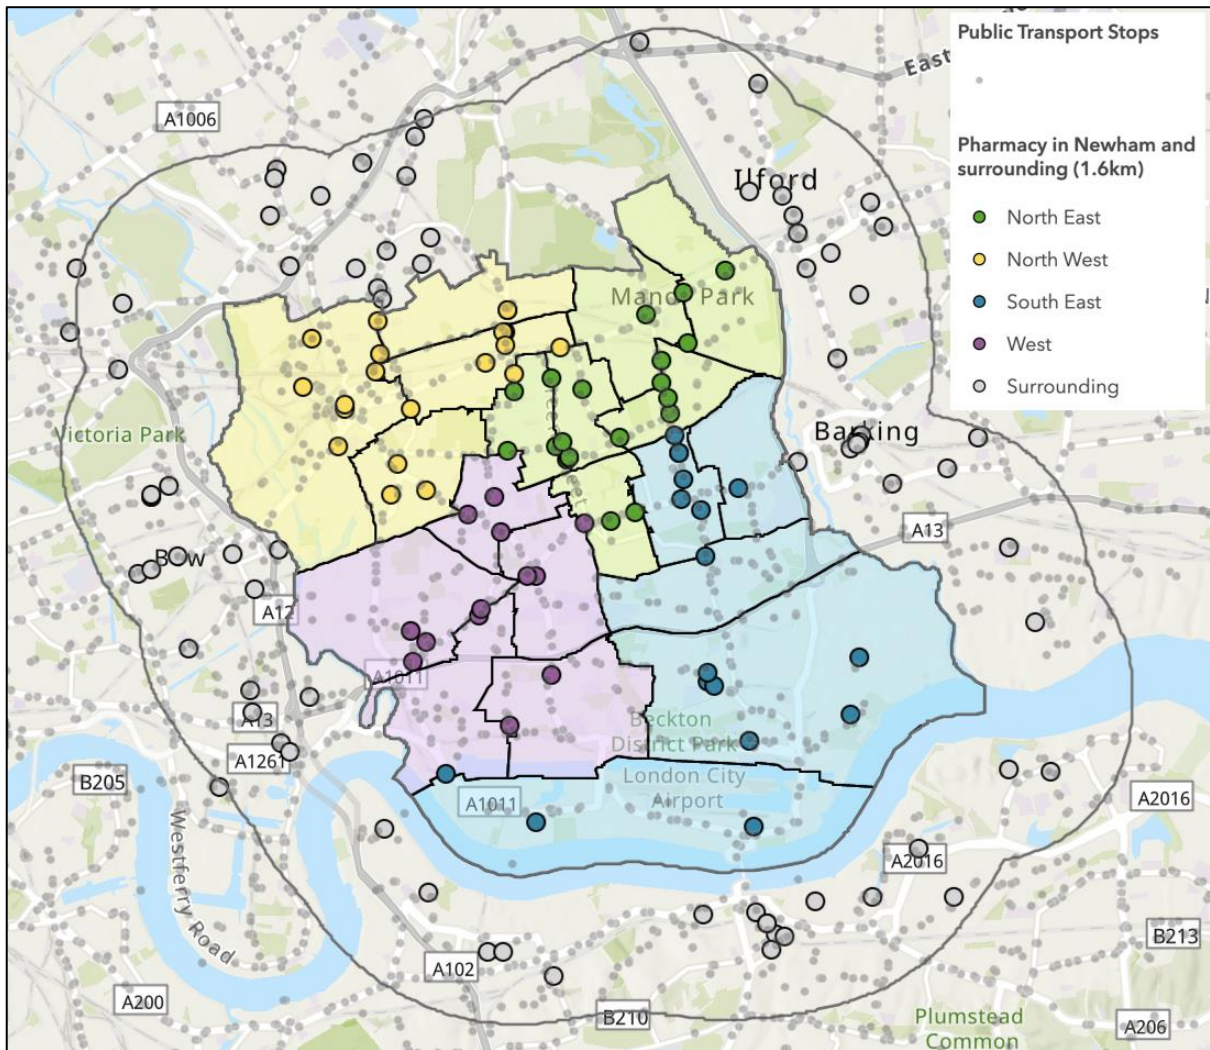 Public Transport Stops
Pharmacy in Newham and
surrounding (1.6km)
North East
North West
South East
West
Surrounding
East
A1006
Ilford
Manor Park
Victoria Park
Barking
A13
Bow
A12
A1011
A13
A1261
B205
Beckton
District Park
London City
Airport
A1011
A2016
A2016
Westferry Road
B213
A102
A200
B210
Plumstead
Common
A206